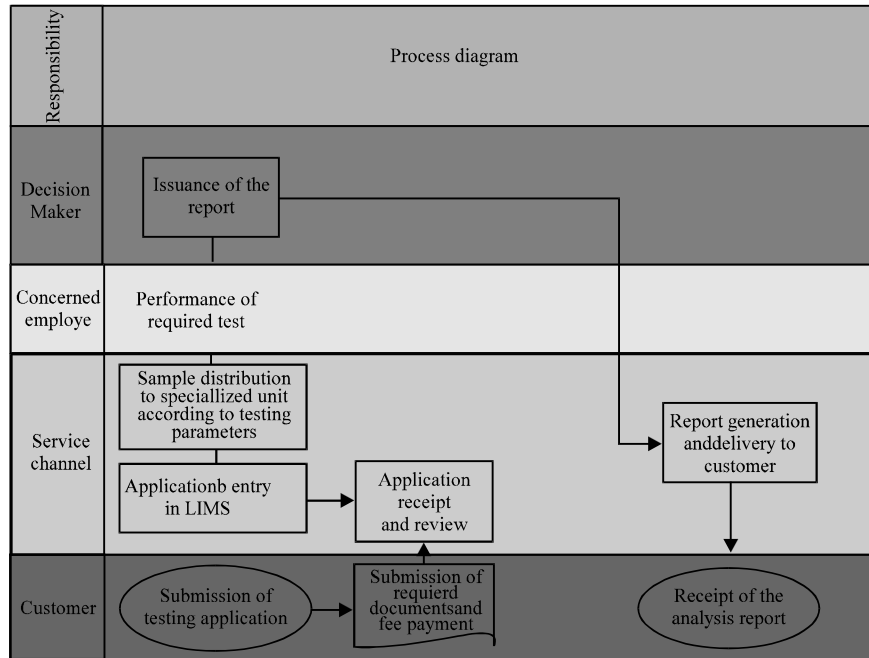 Responsibility
Process diagram
Decision
Maker
Issuance of the
report
Concerned
employe
Performance of
required test
Service
channel
Sample distribution
to speciallized unit
according to testing
parameters
Applicationb entry
in LIMS
Application
receipt
and review
Report generation
anddelivery to
customer
Customer
Submission of
testing application
Submission of
requierd
documentsand
fee payment
Receipt of the
analysis report